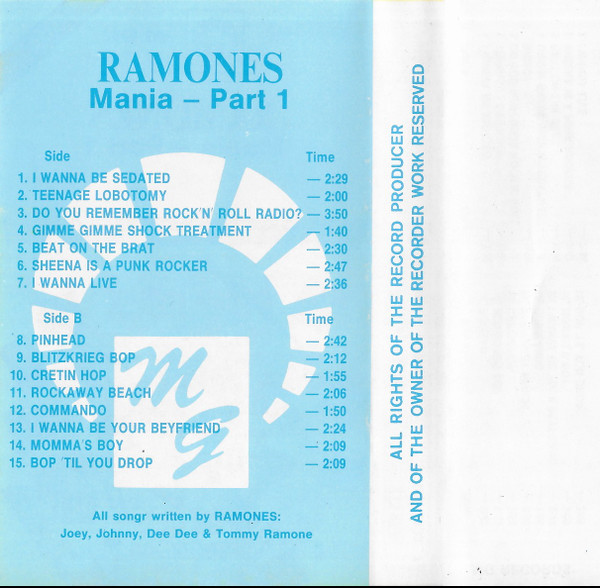 RAMONES
Mania – Part 1
Side Time
1. I WANNA BE SEDATED — 2:29
2. TEENAGE LOBOTOMY — 2:00
3. DO YOU REMEMBER ROCK'N' ROLL RADIO? — 3:50
4. GIMME GIMME SHOCK TREATMENT — 1:40
5. BEAT ON THE BRAT — 2:30
6. SHEENA IS A PUNK ROCKER — 2:47
7. I WANNA LIVE — 2:36
Side B Time
8. PINHEAD — 2:42
9. BLITZKRIEG BOP — 2:12
10. CRETIN HOP — 1:55
11. ROCKAWAY BEACH — 2:06
12. COMMANDO — 1:50
13. I WANNA BE YOUR BEYFRIEND — 2:24
14. MOMMA'S BOY — 2:09
15. BOP 'TIL YOU DROP — 2:09
MG
All songr written by RAMONES:
Joey, Johnny, Dee Dee & Tommy Ramone
ALL RIGHTS OF THE RECORD PRODUCER
AND OF THE OWNER OF THE RECORDER WORK RESERVED